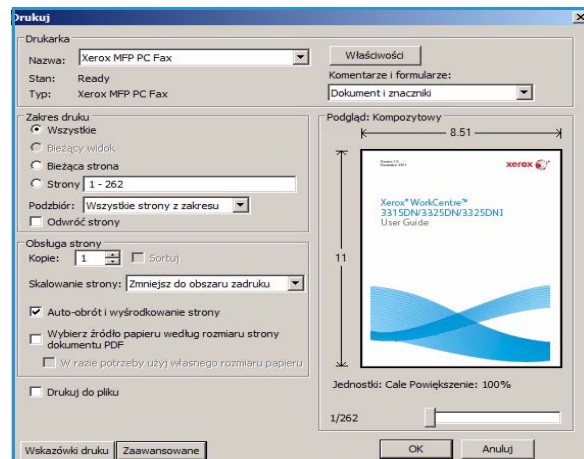 Drukuj
Drukarka
Nazwa: Xerox MFP PC Fax
Stan: Ready
Typ: Xerox MFP PC Fax
Właściwości
Komentarze i formularze:
Dokument i znaczniki
Zakres druku
Wszystkie
Bieżący widok
Bieżąca strona
Strony 1 - 262
Podzbiór: Wszystkie strony z zakresu
Odwróć strony
Obsługa strony
Kopie: 1 Sortuj
Skalowanie strony: Zmniejsz do obszaru zadruku
Auto-obrót i wyśrodkowanie strony
Wybierz źródło papieru według rozmiaru strony
dokumentu PDF
W razie potrzeby użyj własnego rozmiaru papieru
Drukuj do pliku
Podgląd: Kompozytowy
8.51
11
xerox
Xerox® WorkCentre™
3315DN/3325DN/3325DNI
User Guide
Jednostki: Cale Powiększenie: 100%
1/262
Wskazówki druku Zaawansowane
OK Anuluj